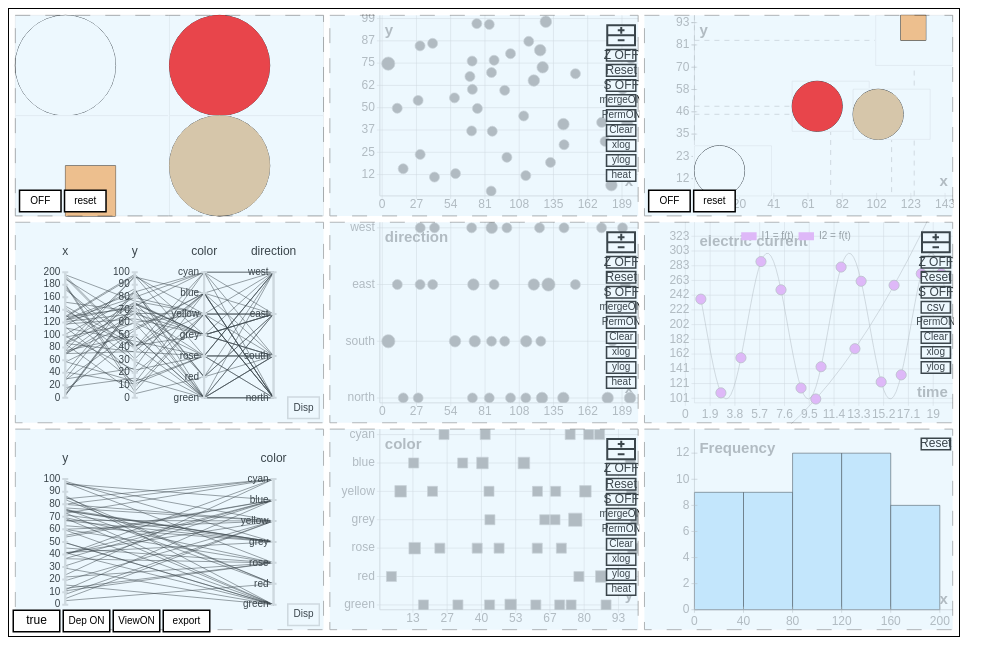 OFF
reset
y
99
87
75
62
50
37
25
12
0
27
54
81
108
135
162
189
+
−
Z OFF
Reset
S OFF
mergeON
PermON
Clear
xlog
ylog
heat
x
y
93
81
70
58
46
35
23
12
20
41
61
82
102
123
143
x
OFF
reset
x
y
color
direction
200
180
160
140
120
100
80
60
40
20
0
100
90
80
70
60
50
40
30
20
10
0
cyan
blue
yellow
grey
rose
red
green
west
east
south
north
Disp
direction
west
east
south
north
0
27
54
81
108
135
162
189
+
−
Z OFF
Reset
S OFF
mergeON
PermON
Clear
xlog
ylog
heat
electric current
I1 = f(t)
I2 = f(t)
323
303
283
263
242
222
202
182
162
141
121
101
0
1.9
3.8
5.7
7.6
9.5
11.4
13.3
15.2
17.1
19
time
+
−
Z OFF
Reset
S OFF
csv
PermON
Clear
xlog
ylog
y
color
100
90
80
70
60
50
40
30
20
10
0
cyan
blue
yellow
grey
rose
red
green
Disp
true
Dep ON
ViewON
export
color
cyan
blue
yellow
grey
rose
red
green
13
27
40
53
67
80
93
y
+
−
Z OFF
Reset
S OFF
mergeON
PermON
Clear
xlog
ylog
heat
Frequency
Reset
12
10
8
6
4
2
0
0
40
80
120
160
200
x